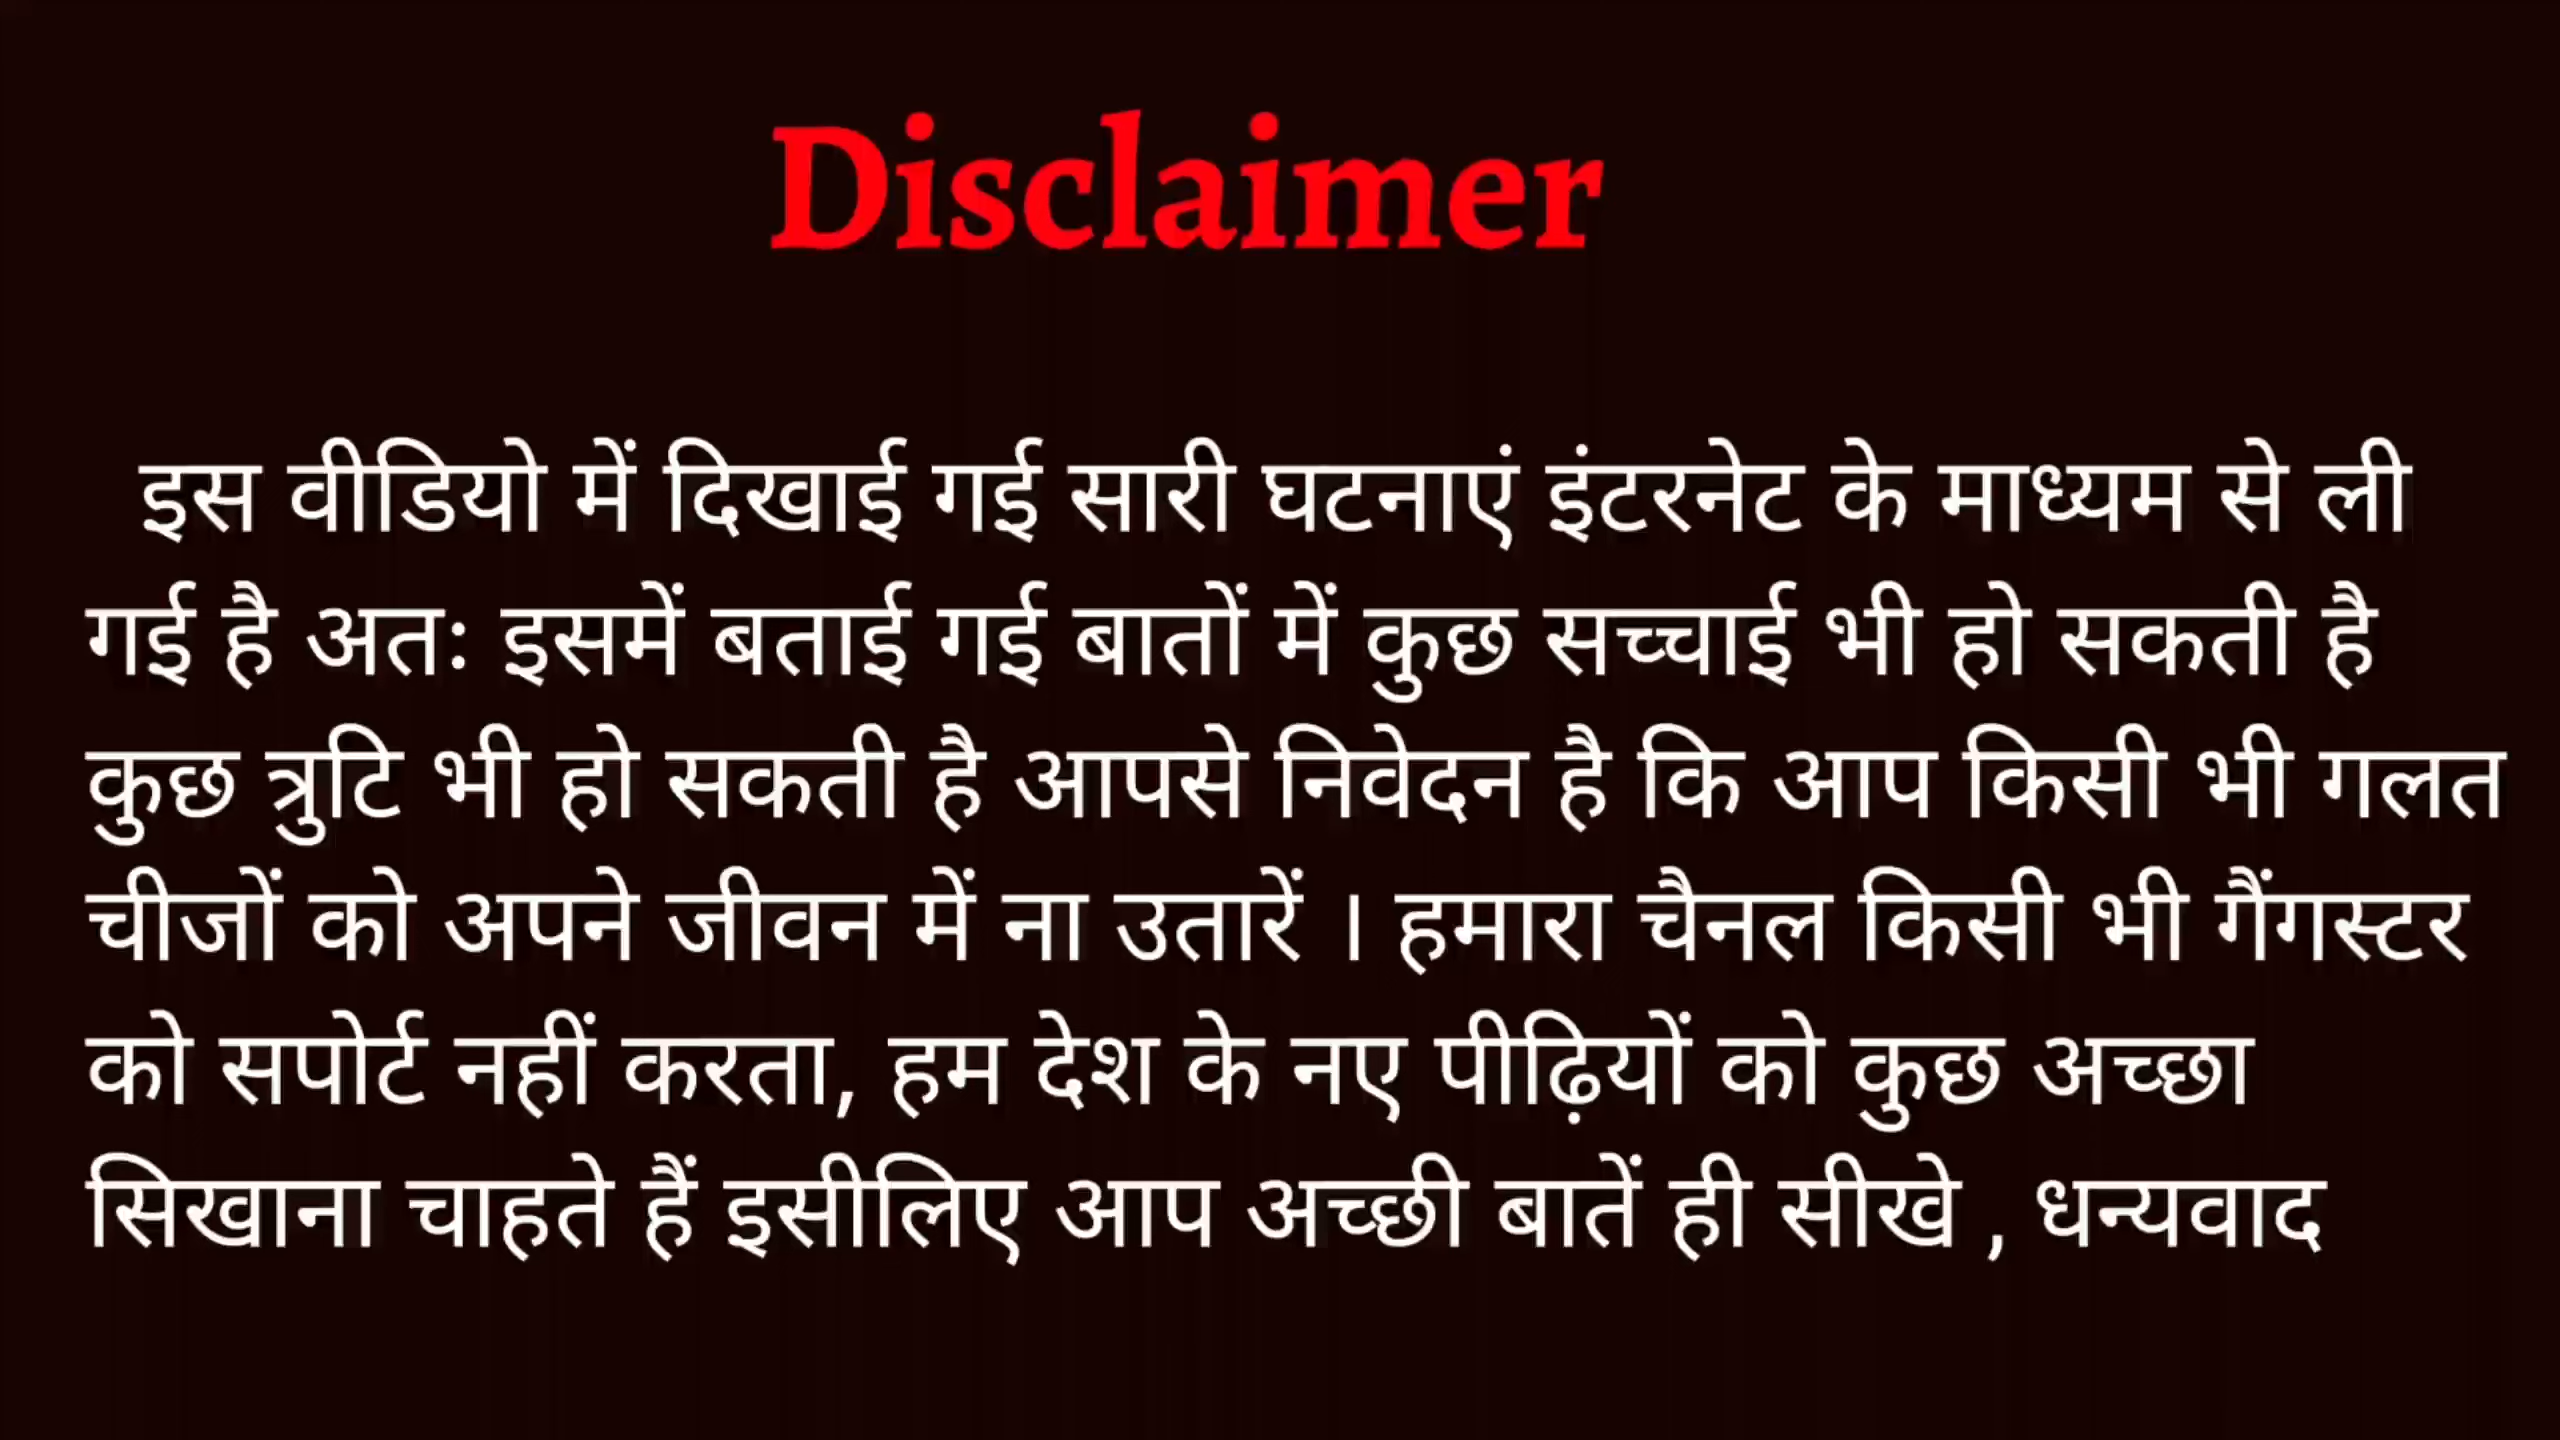 Disclaimer
इस वीडियो में दिखाई गई सारी घटनाएं इंटरनेट के माध्यम से ली
गई है अतः इसमें बताई गई बातों में कुछ सच्चाई भी हो सकती है
कुछ त्रुटि भी हो सकती है आपसे निवेदन है कि आप किसी भी गलत
चीजों को अपने जीवन में ना उतारें । हमारा चैनल किसी भी गैंगस्टर
को सपोर्ट नहीं करता, हम देश के नए पीढ़ियों को कुछ अच्छा
सिखाना चाहते हैं इसीलिए आप अच्छी बातें ही सीखे , धन्यवाद